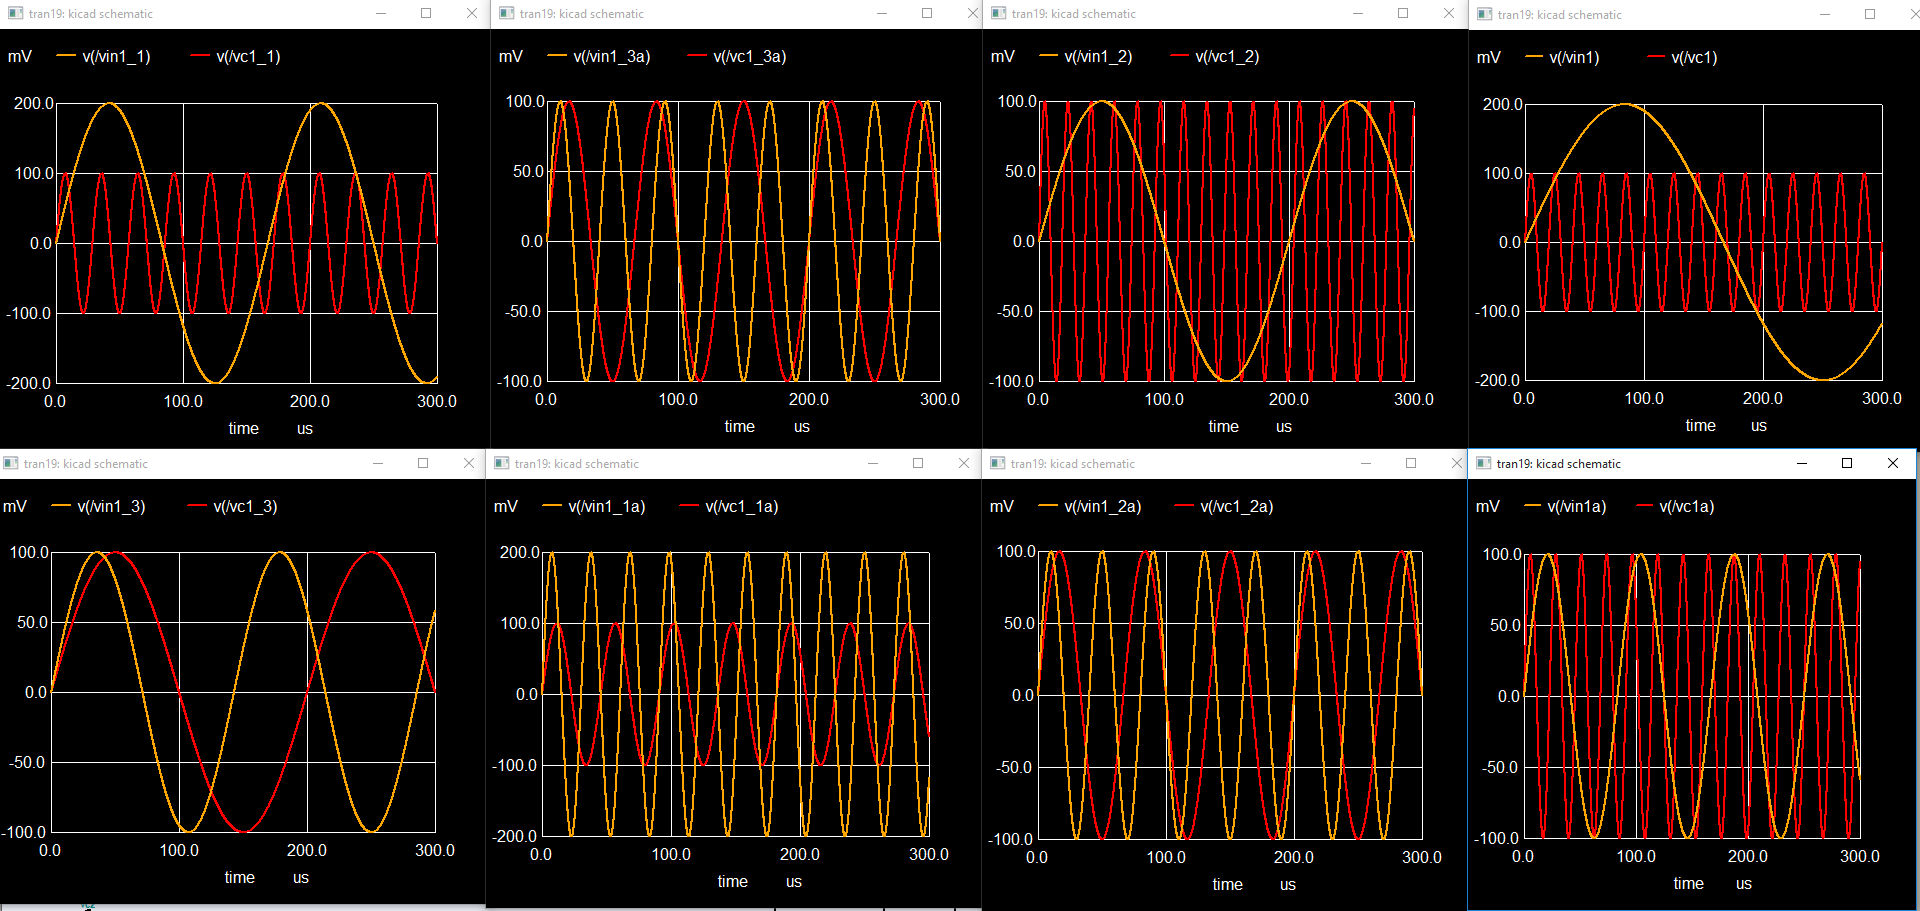 tran19: kicad schematic
mV v(/vin1_1) v(/vc1_1)
200.0
100.0
0.0
-100.0
-200.0
0.0 100.0 200.0 300.0
time us
tran19: kicad schematic
mV v(/vin1_3a) v(/vc1_3a)
100.0
50.0
0.0
-50.0
-100.0
0.0 100.0 200.0 300.0
time us
tran19: kicad schematic
mV v(/vin1_2) v(/vc1_2)
100.0
50.0
0.0
-50.0
-100.0
0.0 100.0 200.0 300.0
time us
tran19: kicad schematic
mV v(/vin1) v(/vc1)
200.0
100.0
0.0
-100.0
-200.0
0.0 100.0 200.0 300.0
time us
tran19: kicad schematic
mV v(/vin1_3) v(/vc1_3)
100.0
50.0
0.0
-50.0
-100.0
0.0 100.0 200.0 300.0
time us
tran19: kicad schematic
mV v(/vin1_1a) v(/vc1_1a)
200.0
100.0
0.0
-100.0
-200.0
0.0 100.0 200.0 300.0
time us
tran19: kicad schematic
mV v(/vin1_2a) v(/vc1_2a)
100.0
50.0
0.0
-50.0
-100.0
0.0 100.0 200.0 300.0
time us
tran19: kicad schematic
mV v(/vin1a) v(/vc1a)
100.0
50.0
0.0
-50.0
-100.0
0.0 100.0 200.0 300.0
time us